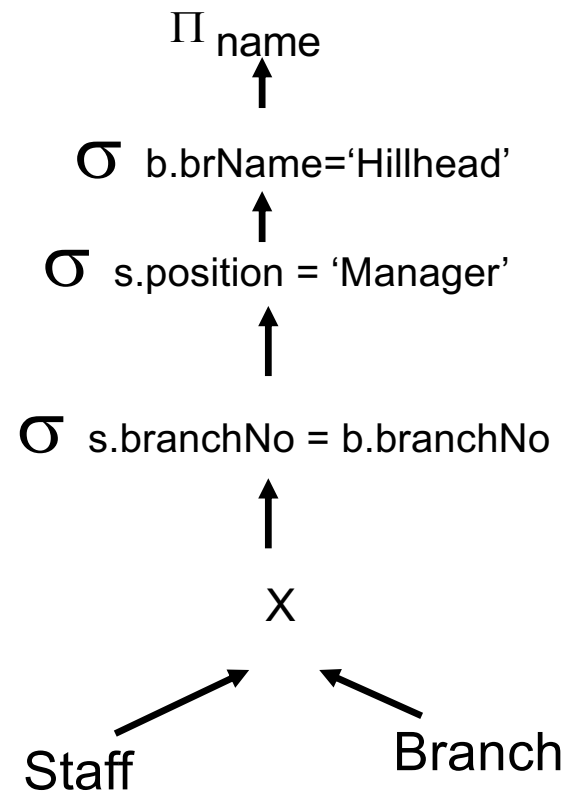 Π name
σ b.brName=‘Hillhead’
σ s.position = ‘Manager’
σ s.branchNo = b.branchNo
X
Staff
Branch